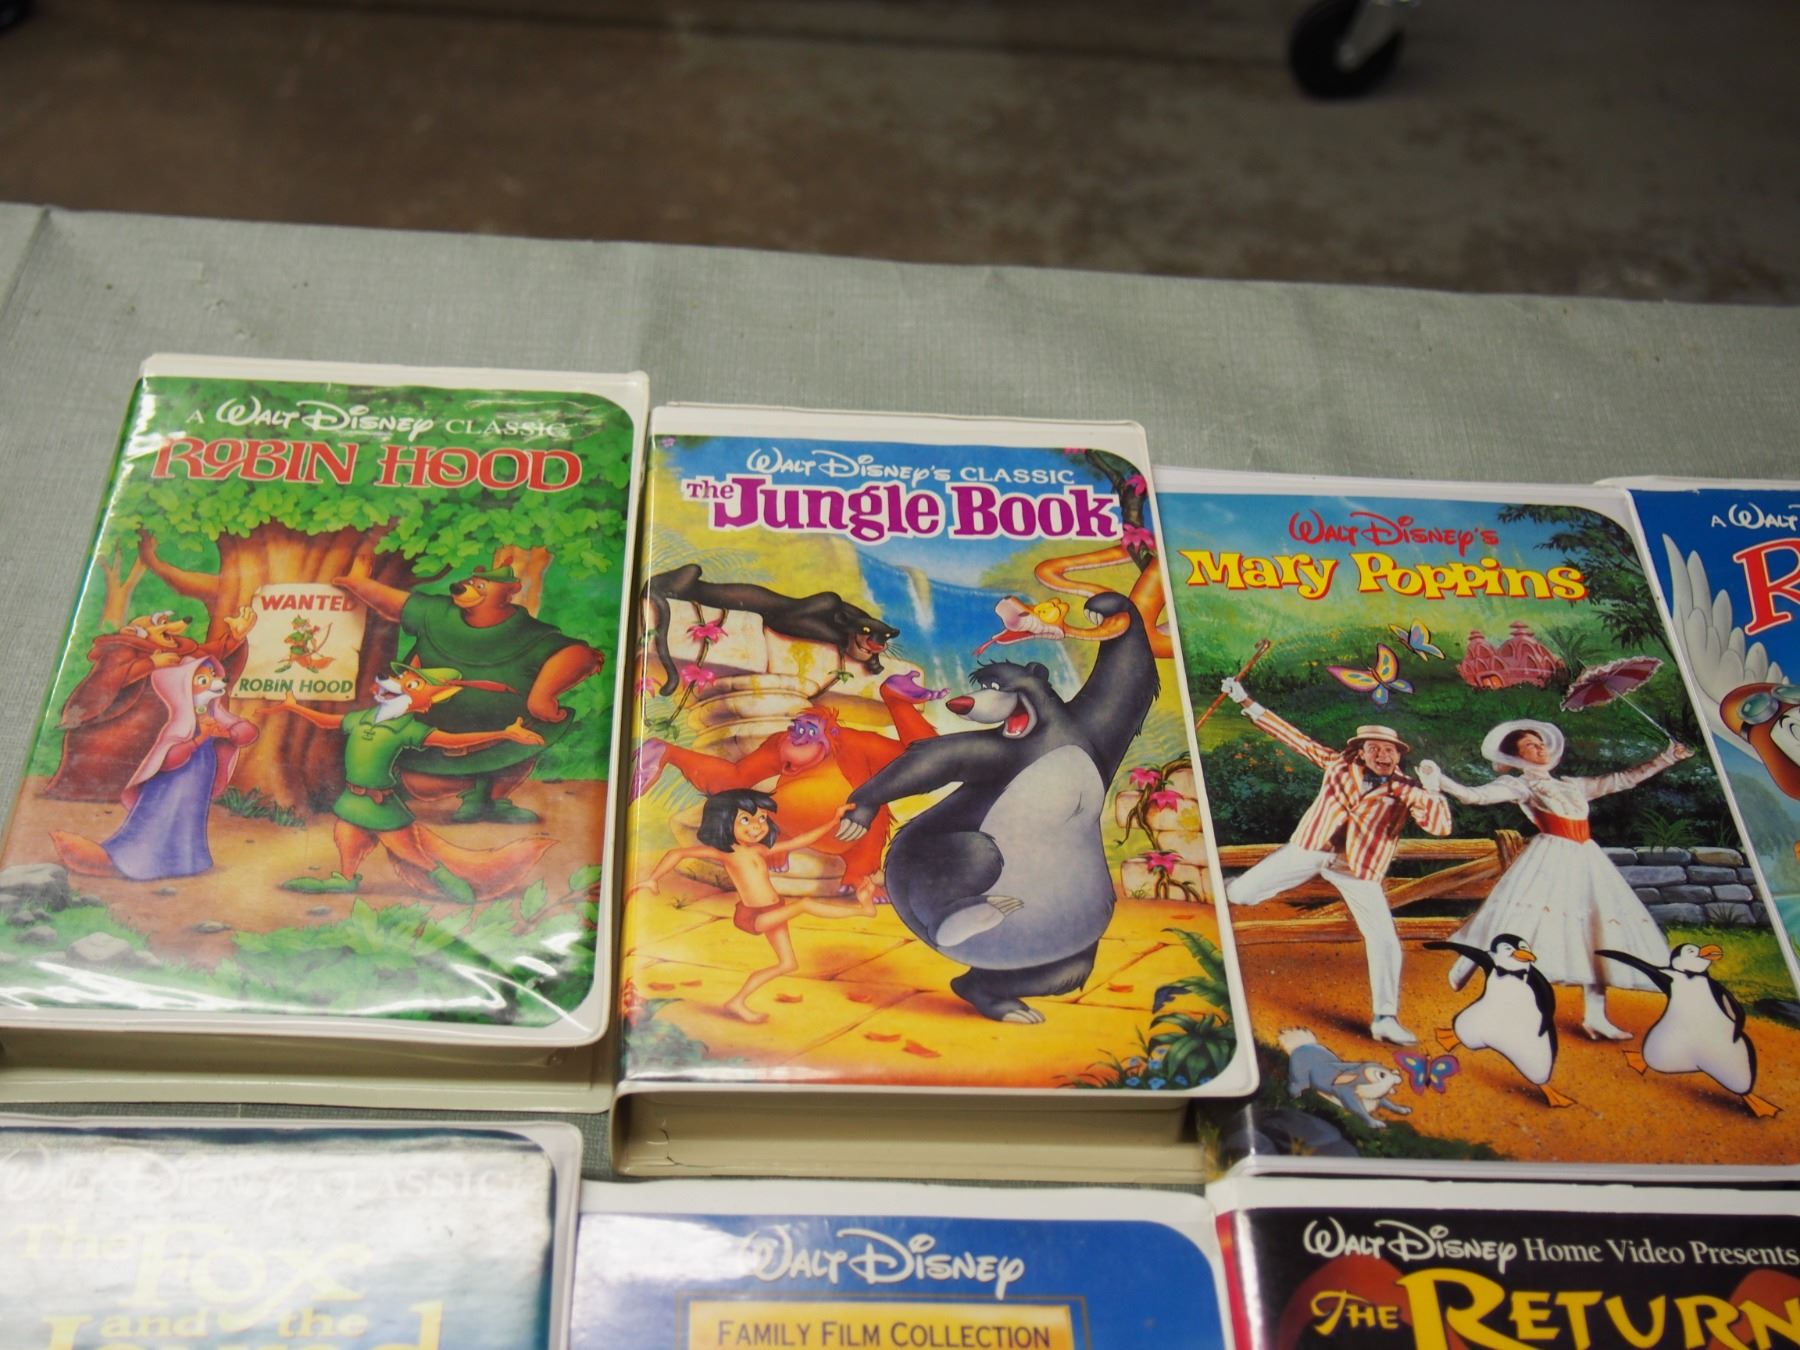 A WALT DISNEY CLASSIC
ROBIN HOOD
WANTED
ROBIN HOOD
WALT DISNEY'S CLASSIC
The Jungle Book
WALT DISNEY'S
Mary Poppins
A WALT
R
WALT DISNEY CLASSIC
The Fox
and the
WALT DISNEY
FAMILY FILM COLLECTION
WALT DISNEY Home Video Presents
THE RETURN